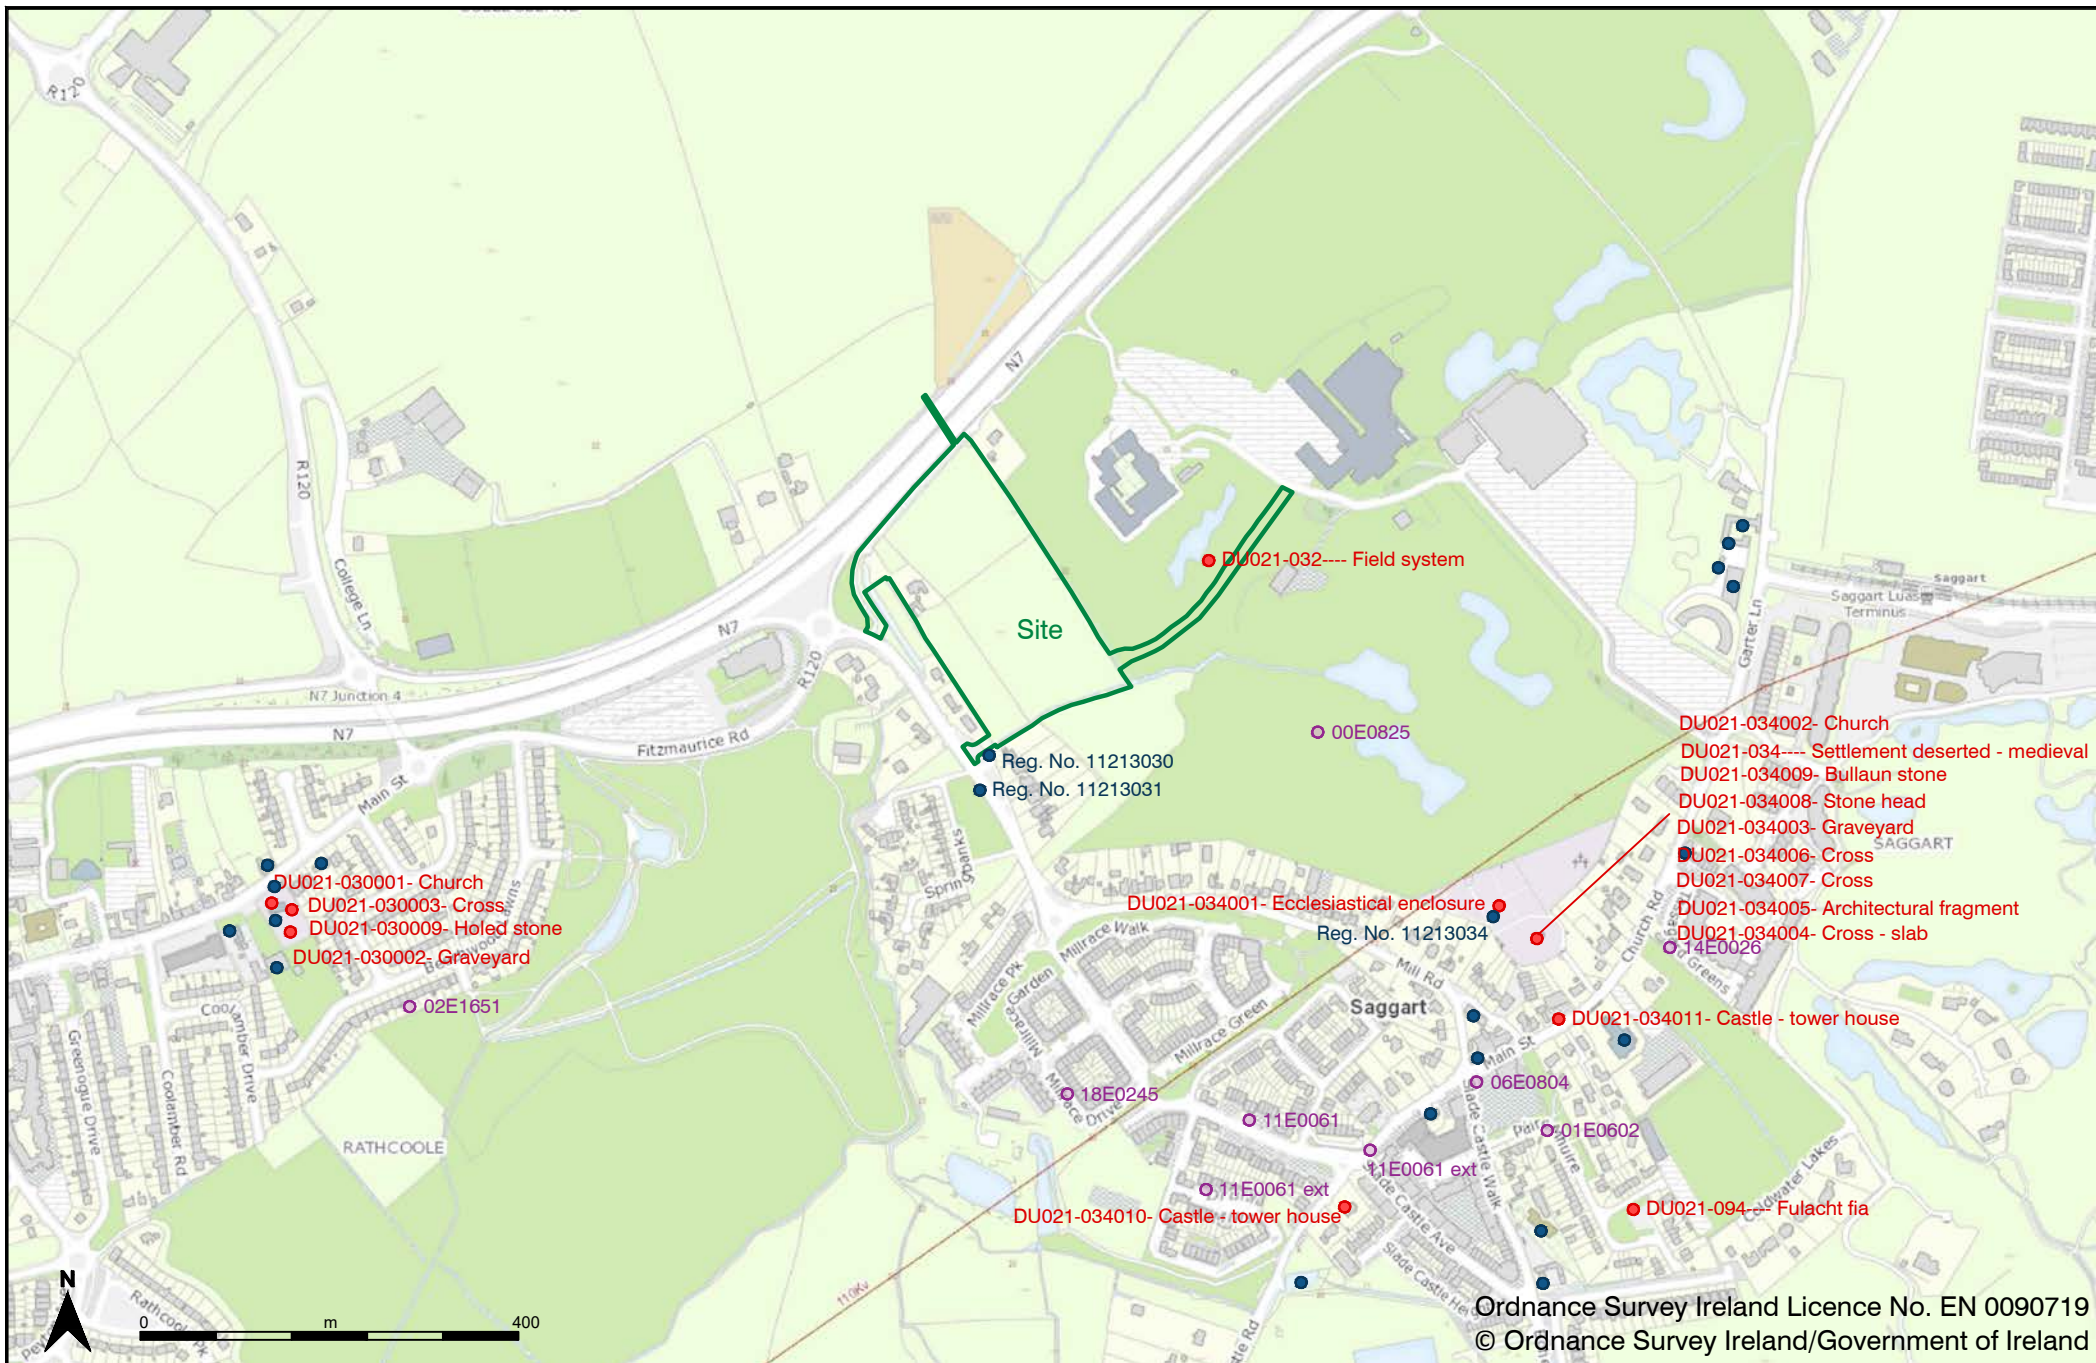 R120
N7
R120
College Ln
N7 Junction 4
N7
N7
R120
Fitzmaurice Rd
Main St
Site
DU021-032---- Field system
Saggart
Saggart Luas
Terminus
Garter Ln
00E0825
Reg. No. 11213030
Reg. No. 11213031
DU021-034002- Church
DU021-034---- Settlement deserted - medieval
DU021-034009- Bullaun stone
DU021-034008- Stone head
DU021-034003- Graveyard
SAGGART
DU021-034006- Cross
DU021-034007- Cross
DU021-034005- Architectural fragment
DU021-034004- Cross - slab
14E0026
Church Rd
DU021-034001- Ecclesiastical enclosure
Reg. No. 11213034
DU021-030001- Church
DU021-030003- Cross
DU021-030009- Holed stone
DU021-030002- Graveyard
02E1651
Coolamber Drive
Coolamber Rd
Greenogue Drive
RATHCOOLE
Springbanks
Millrace Walk
Millrace Pk
Millrace Garden
Millrace Green
Millrace Drive
Mill Rd
Saggart
Main St
DU021-034011- Castle - tower house
06E0804
18E0245
11E0061
01E0602
11E0061 ext
11E0061 ext
DU021-034010- Castle - tower house
DU021-094---- Fulacht fia
Slade Castle Walk
Slade Castle Ave
Coldwater Lakes
110Kv
N
0 m 400
Ordnance Survey Ireland Licence No. EN 0090719
© Ordnance Survey Ireland/Government of Ireland